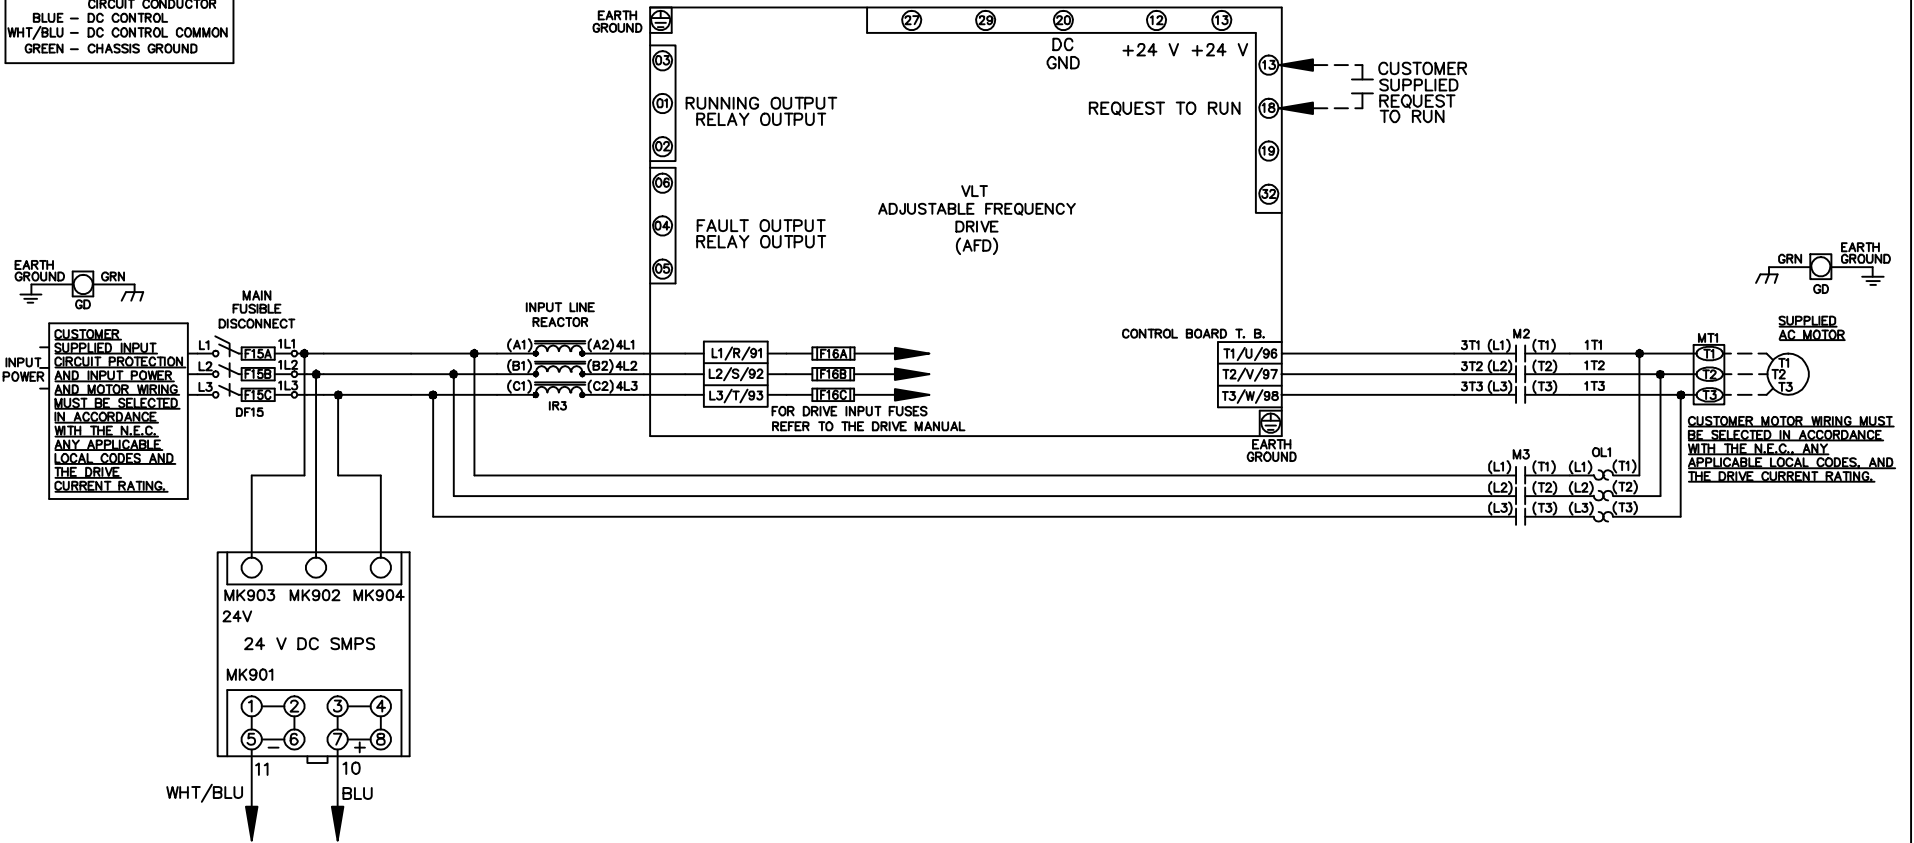 CIRCUIT CONDUCTOR
BLUE – DC CONTROL
WHT/BLU – DC CONTROL COMMON
GREEN – CHASSIS GROUND
EARTH
GROUND
27 29 20 12 13
DC
GND
+24 V +24 V
03
01
02
RUNNING OUTPUT
RELAY OUTPUT
06
04
05
FAULT OUTPUT
RELAY OUTPUT
VLT
ADJUSTABLE FREQUENCY
DRIVE
(AFD)
13
REQUEST TO RUN 18
19
32
CUSTOMER
SUPPLIED
REQUEST
TO RUN
EARTH
GROUND
GRN
GD
INPUT
POWER
CUSTOMER
SUPPLIED INPUT
CIRCUIT PROTECTION
AND INPUT POWER
AND MOTOR WIRING
MUST BE SELECTED
IN ACCORDANCE
WITH THE N.E.C.
ANY APPLICABLE
LOCAL CODES AND
THE DRIVE
CURRENT RATING.
MAIN
FUSIBLE
DISCONNECT
L1 F15A 1L1
L2 F15B 1L2
L3 F15C 1L3
DF15
INPUT LINE
REACTOR
(A1) (A2) 4L1
(B1) (B2) 4L2
(C1) (C2) 4L3
IR3
L1/R/91 F16A
L2/S/92 F16B
L3/T/93 F16C
FOR DRIVE INPUT FUSES
REFER TO THE DRIVE MANUAL
CONTROL BOARD T. B.
T1/U/96
T2/V/97
T3/W/98
EARTH
GROUND
M2
3T1 (L1) (T1) 1T1
3T2 (L2) (T2) 1T2
3T3 (L3) (T3) 1T3
M3 OL1
(L1) (T1) (L1) (T1)
(L2) (T2) (L2) (T2)
(L3) (T3) (L3) (T3)
GRN
GD
EARTH
GROUND
SUPPLIED
AC MOTOR
MT1
T1
T2
T3
T1
T2
T3
CUSTOMER MOTOR WIRING MUST
BE SELECTED IN ACCORDANCE
WITH THE N.E.C., ANY
APPLICABLE LOCAL CODES, AND
THE DRIVE CURRENT RATING.
MK903 MK902 MK904
24V
24 V DC SMPS
MK901
1 2 3 4
5 – 6 7 + 8
11 10
WHT/BLU BLU